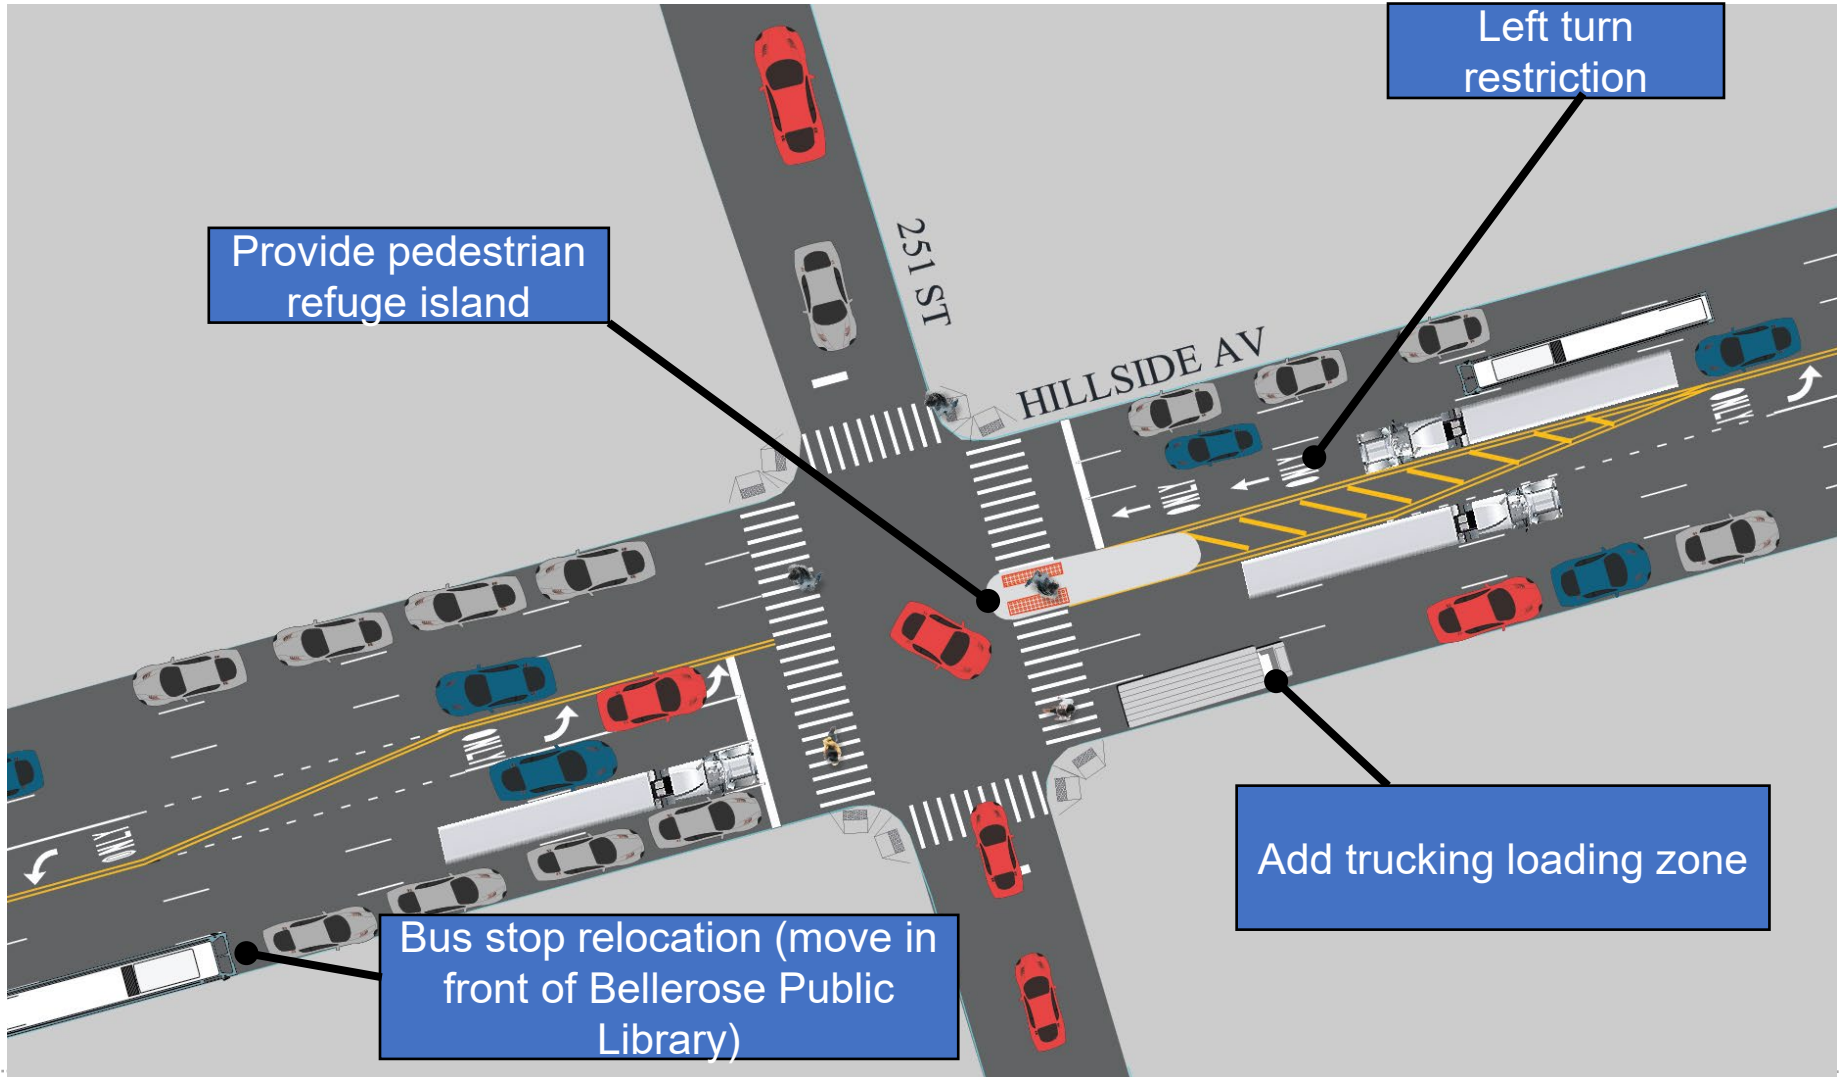 Left turn
restriction
Provide pedestrian
refuge island
251 ST
HILLSIDE AV
ONLY
ONLY
ONLY
ONLY
ONLY
Add trucking loading zone
Bus stop relocation (move in
front of Bellerose Public
Library)